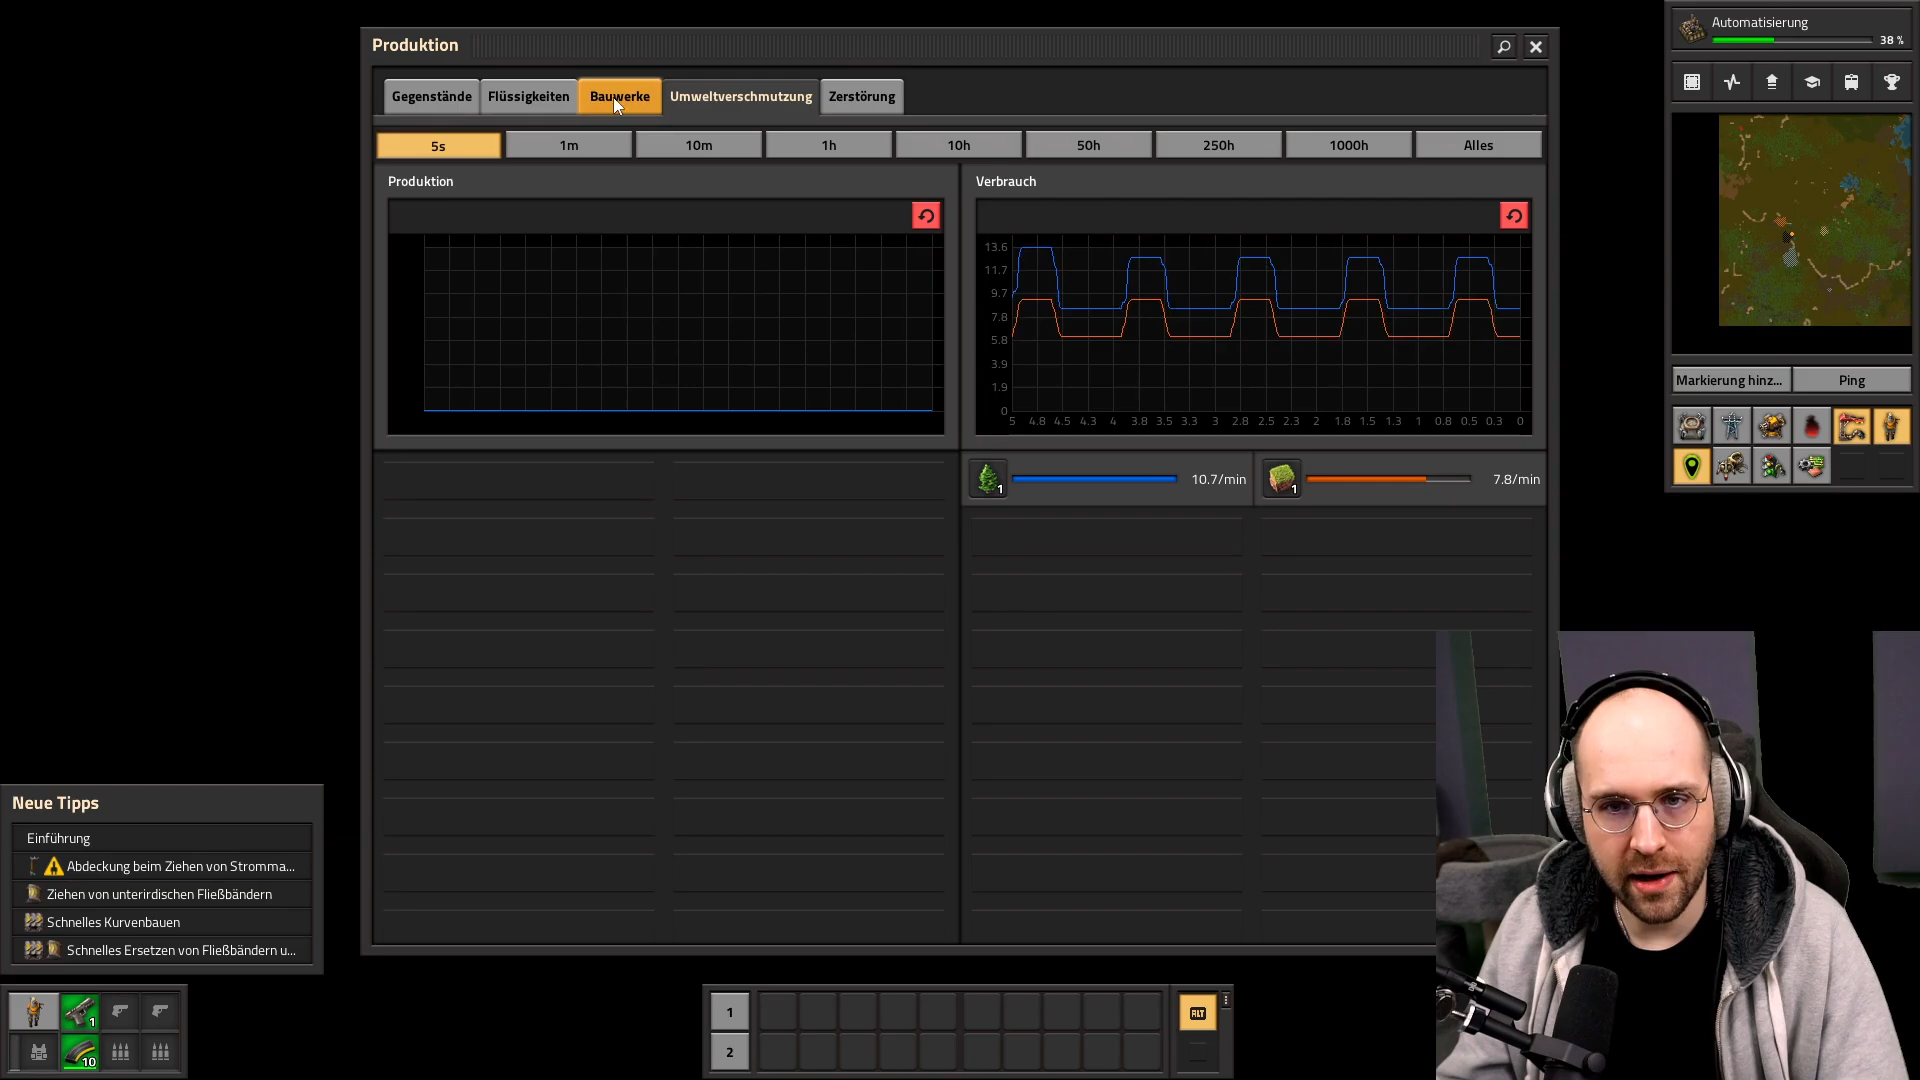 Produktion
Gegenstände Flüssigkeiten Bauwerke Umweltverschmutzung Zerstörung
5s 1m 10m 1h 10h 50h 250h 1000h Alles
Produktion
Verbrauch
13.6
11.7
9.7
7.8
5.8
3.9
1.9
0
5 4.8 4.5 4.3 4 3.8 3.5 3.3 3 2.8 2.5 2.3 2 1.8 1.5 1.3 1 0.8 0.5 0.3 0
1 10.7/min 1 7.8/min
Automatisierung
38 %
Markierung hinz... Ping
Neue Tipps
Einführung
Abdeckung beim Ziehen von Stromma...
Ziehen von unterirdischen Fließbändern
Schnelles Kurvenbauen
Schnelles Ersetzen von Fließbändern u...
1
10
1
2
ALT